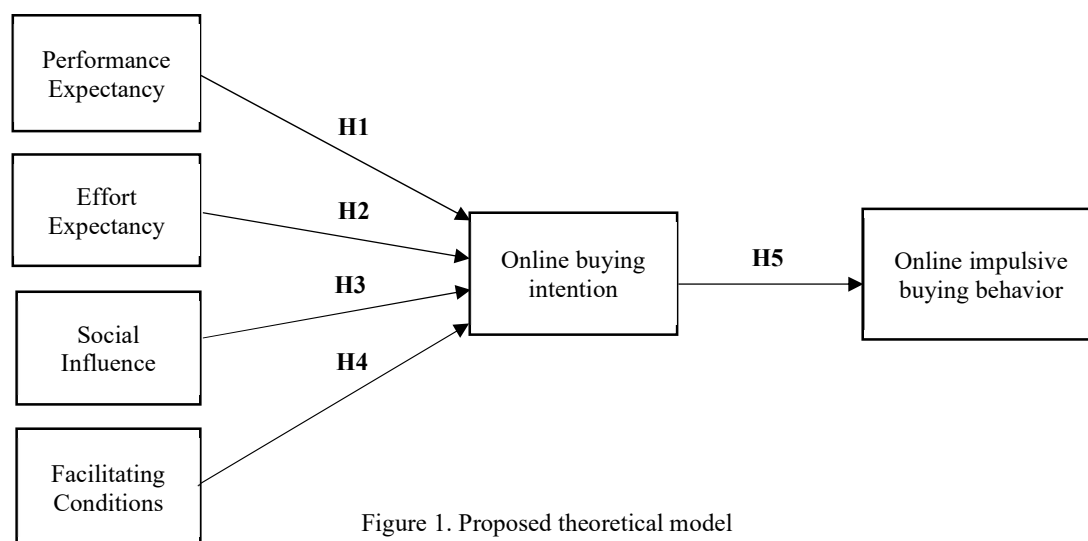 Performance
Expectancy
H1
Effort
Expectancy
H2
Online buying
intention
H5
Online impulsive
buying behavior
H3
Social
Influence
H4
Facilitating
Conditions
Figure 1. Proposed theoretical model